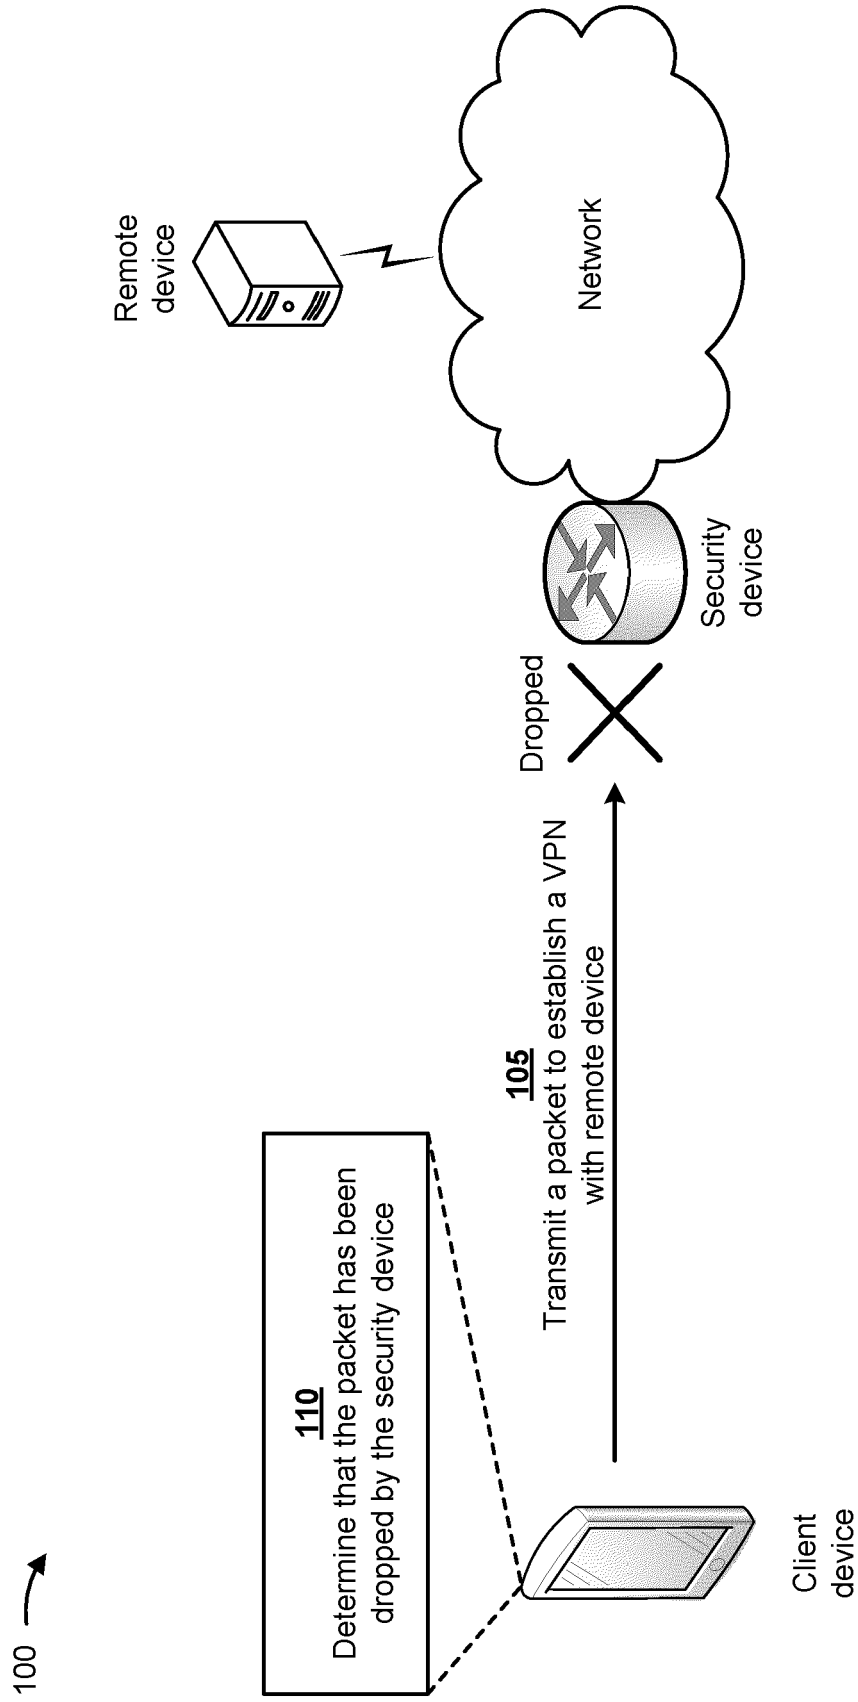 100
110
Determine that the packet has been
dropped by the security device
Remote
device
105
Transmit a packet to establish a VPN
with remote device
Dropped
Network
Client
device
Security
device